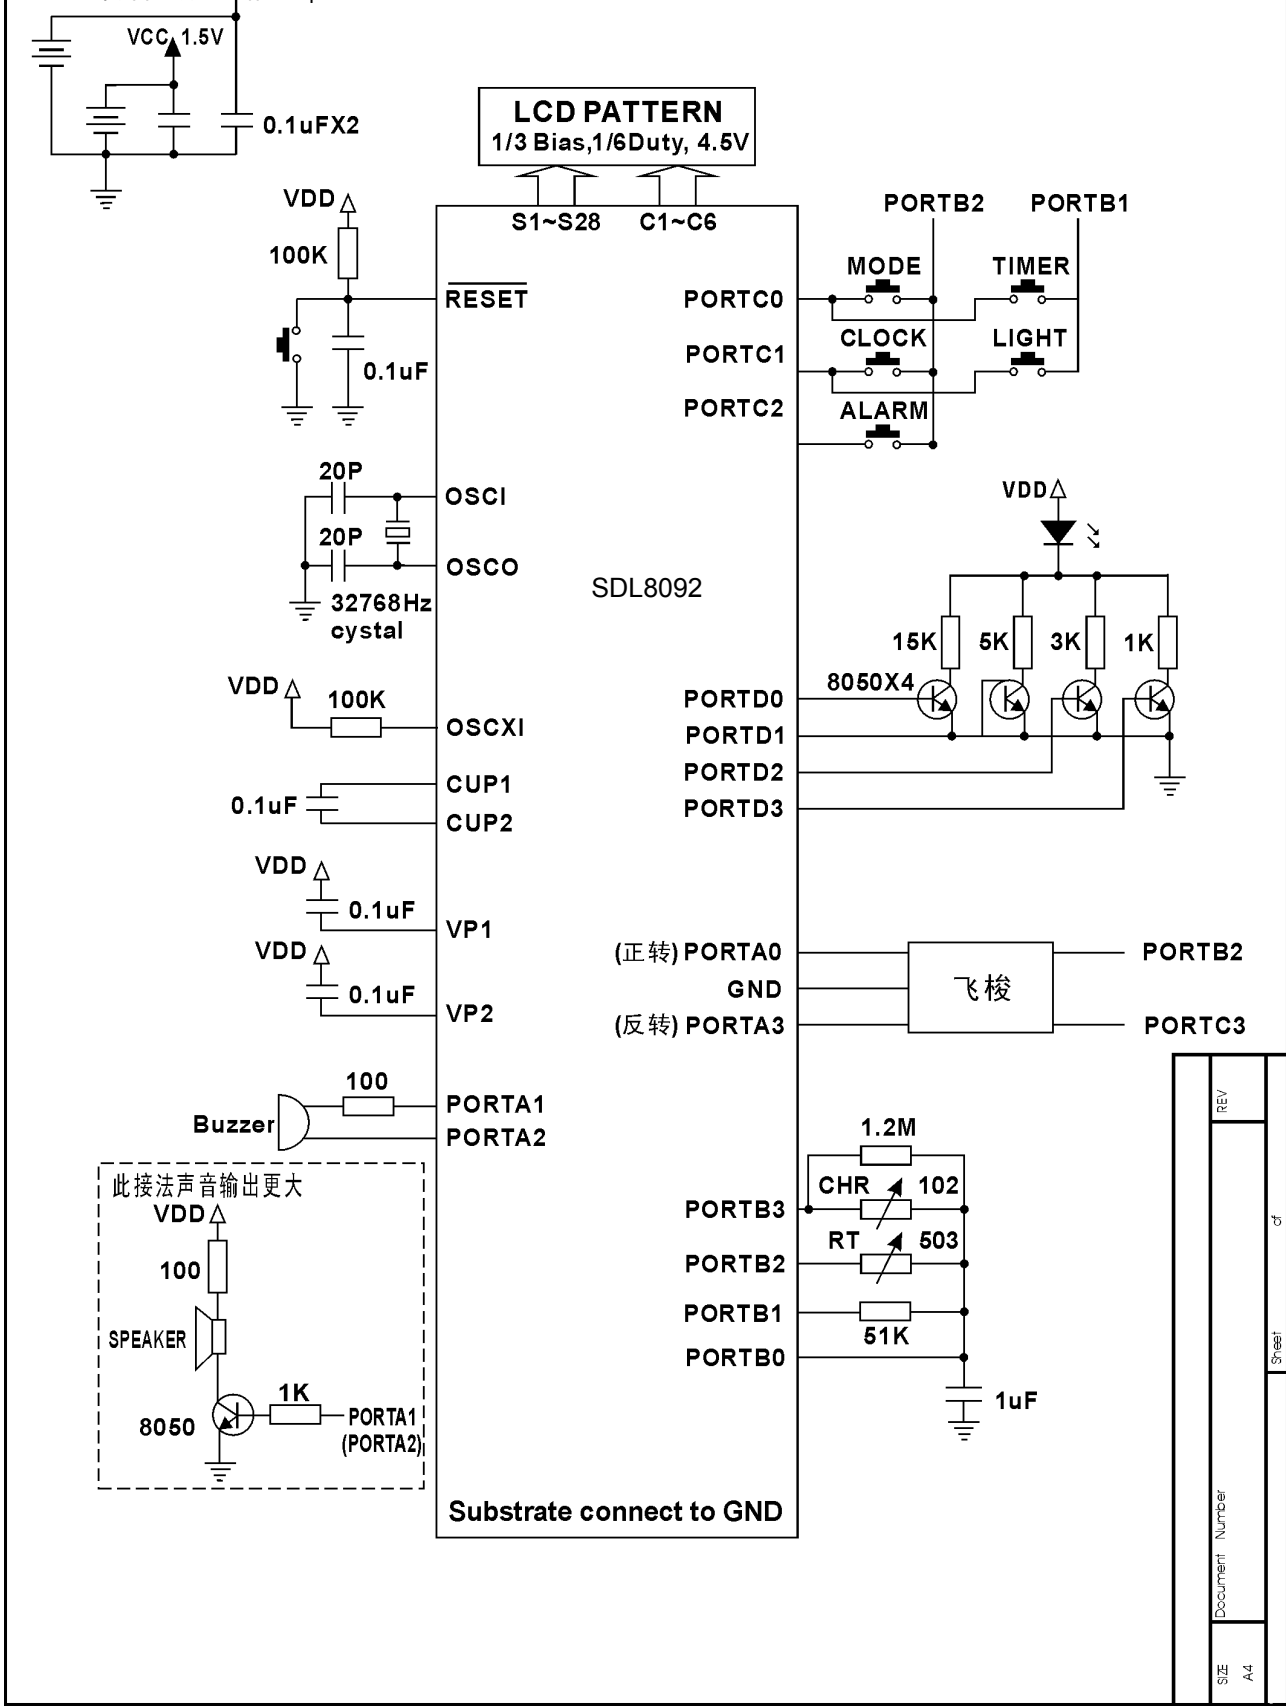 VCC 1.5V
0.1uFX2
LCD PATTERN
1/3 Bias,1/6Duty, 4.5V
S1~S28
C1~C6
VDD
100K
RESET
0.1uF
PORTB2
PORTB1
MODE
TIMER
PORTC0
CLOCK
LIGHT
PORTC1
ALARM
PORTC2
20P
OSCI
20P
OSCO
32768Hz
cystal
SDL8092
VDD
15K
5K
3K
1K
8050X4
PORTD0
PORTD1
PORTD2
PORTD3
VDD
100K
OSCXI
CUP1
0.1uF
CUP2
VDD
0.1uF
VP1
VDD
0.1uF
VP2
(正转) PORTA0
GND
(反转) PORTA3
飞梭
PORTB2
PORTC3
100
PORTA1
Buzzer
PORTA2
此接法声音输出更大
VDD
100
SPEAKER
1K
8050
PORTA1
(PORTA2)
1.2M
CHR
102
PORTB3
RT
503
PORTB2
PORTB1
51K
PORTB0
1uF
Substrate connect to GND
REV
of
Sheet
Document Number
SIZE
A4